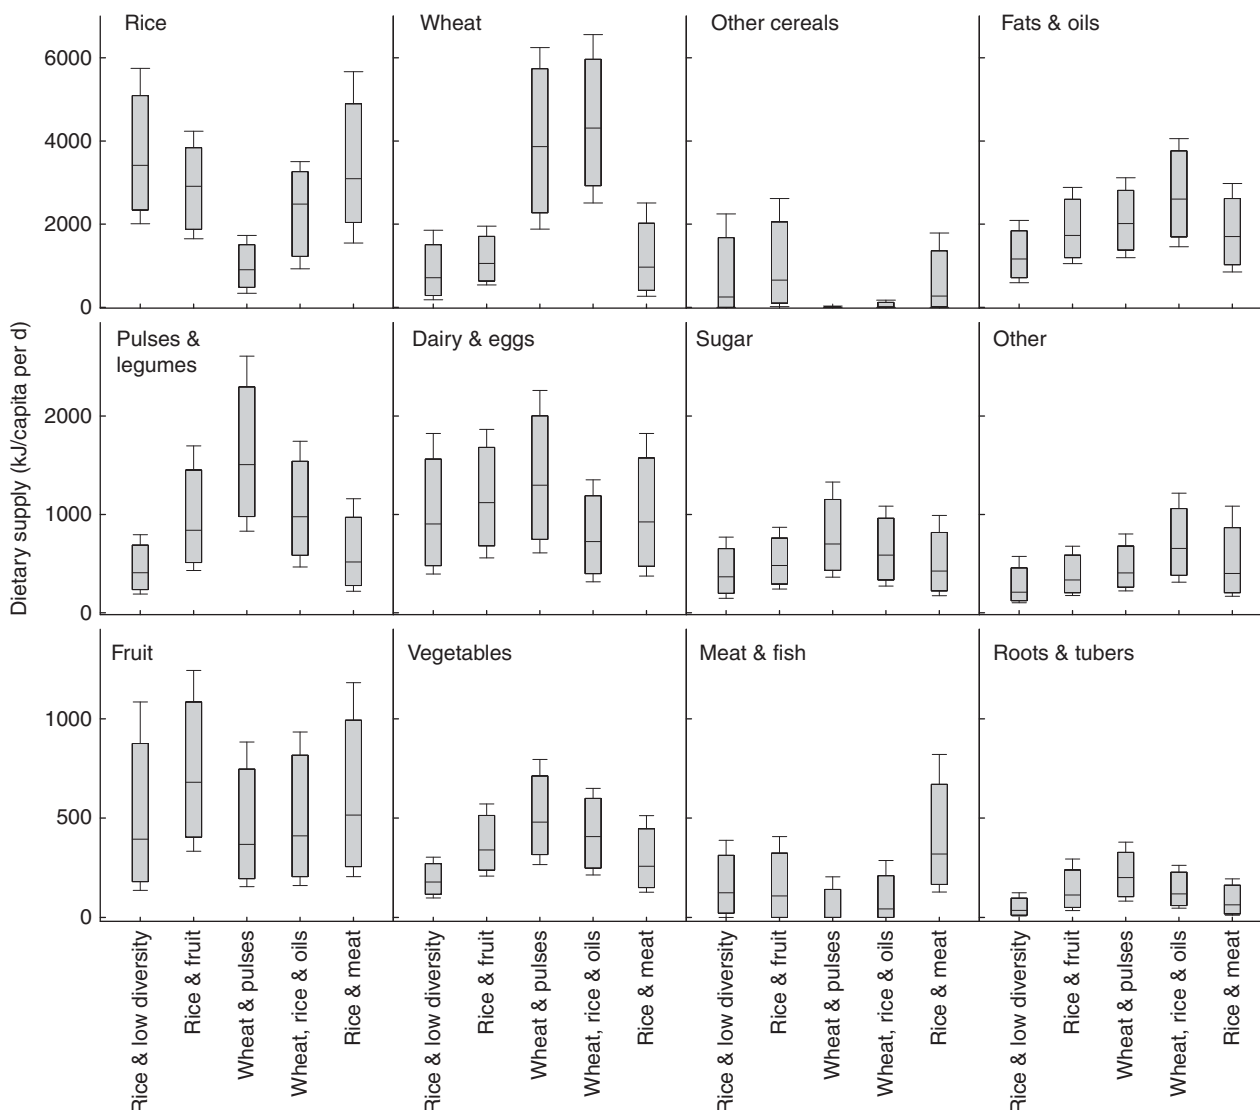 Rice
Wheat
Other cereals
Fats & oils
6000
4000
2000
0
Pulses &
legumes
Dairy & eggs
Sugar
Other
2000
1000
0
Dietary supply (kJ/capita per d)
Fruit
Vegetables
Meat & fish
Roots & tubers
1000
500
0
Rice & low diversity
Rice & fruit
Wheat & pulses
Wheat, rice & oils
Rice & meat
Rice & low diversity
Rice & fruit
Wheat & pulses
Wheat, rice & oils
Rice & meat
Rice & low diversity
Rice & fruit
Wheat & pulses
Wheat, rice & oils
Rice & meat
Rice & low diversity
Rice & fruit
Wheat & pulses
Wheat, rice & oils
Rice & meat